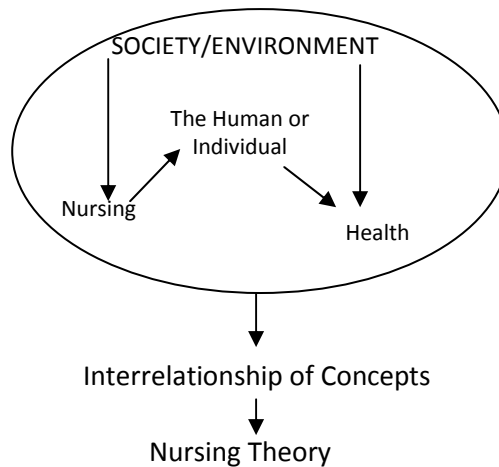 SOCIETY/ENVIRONMENT
The Human or
Individual
Nursing
Health
Interrelationship of Concepts
Nursing Theory